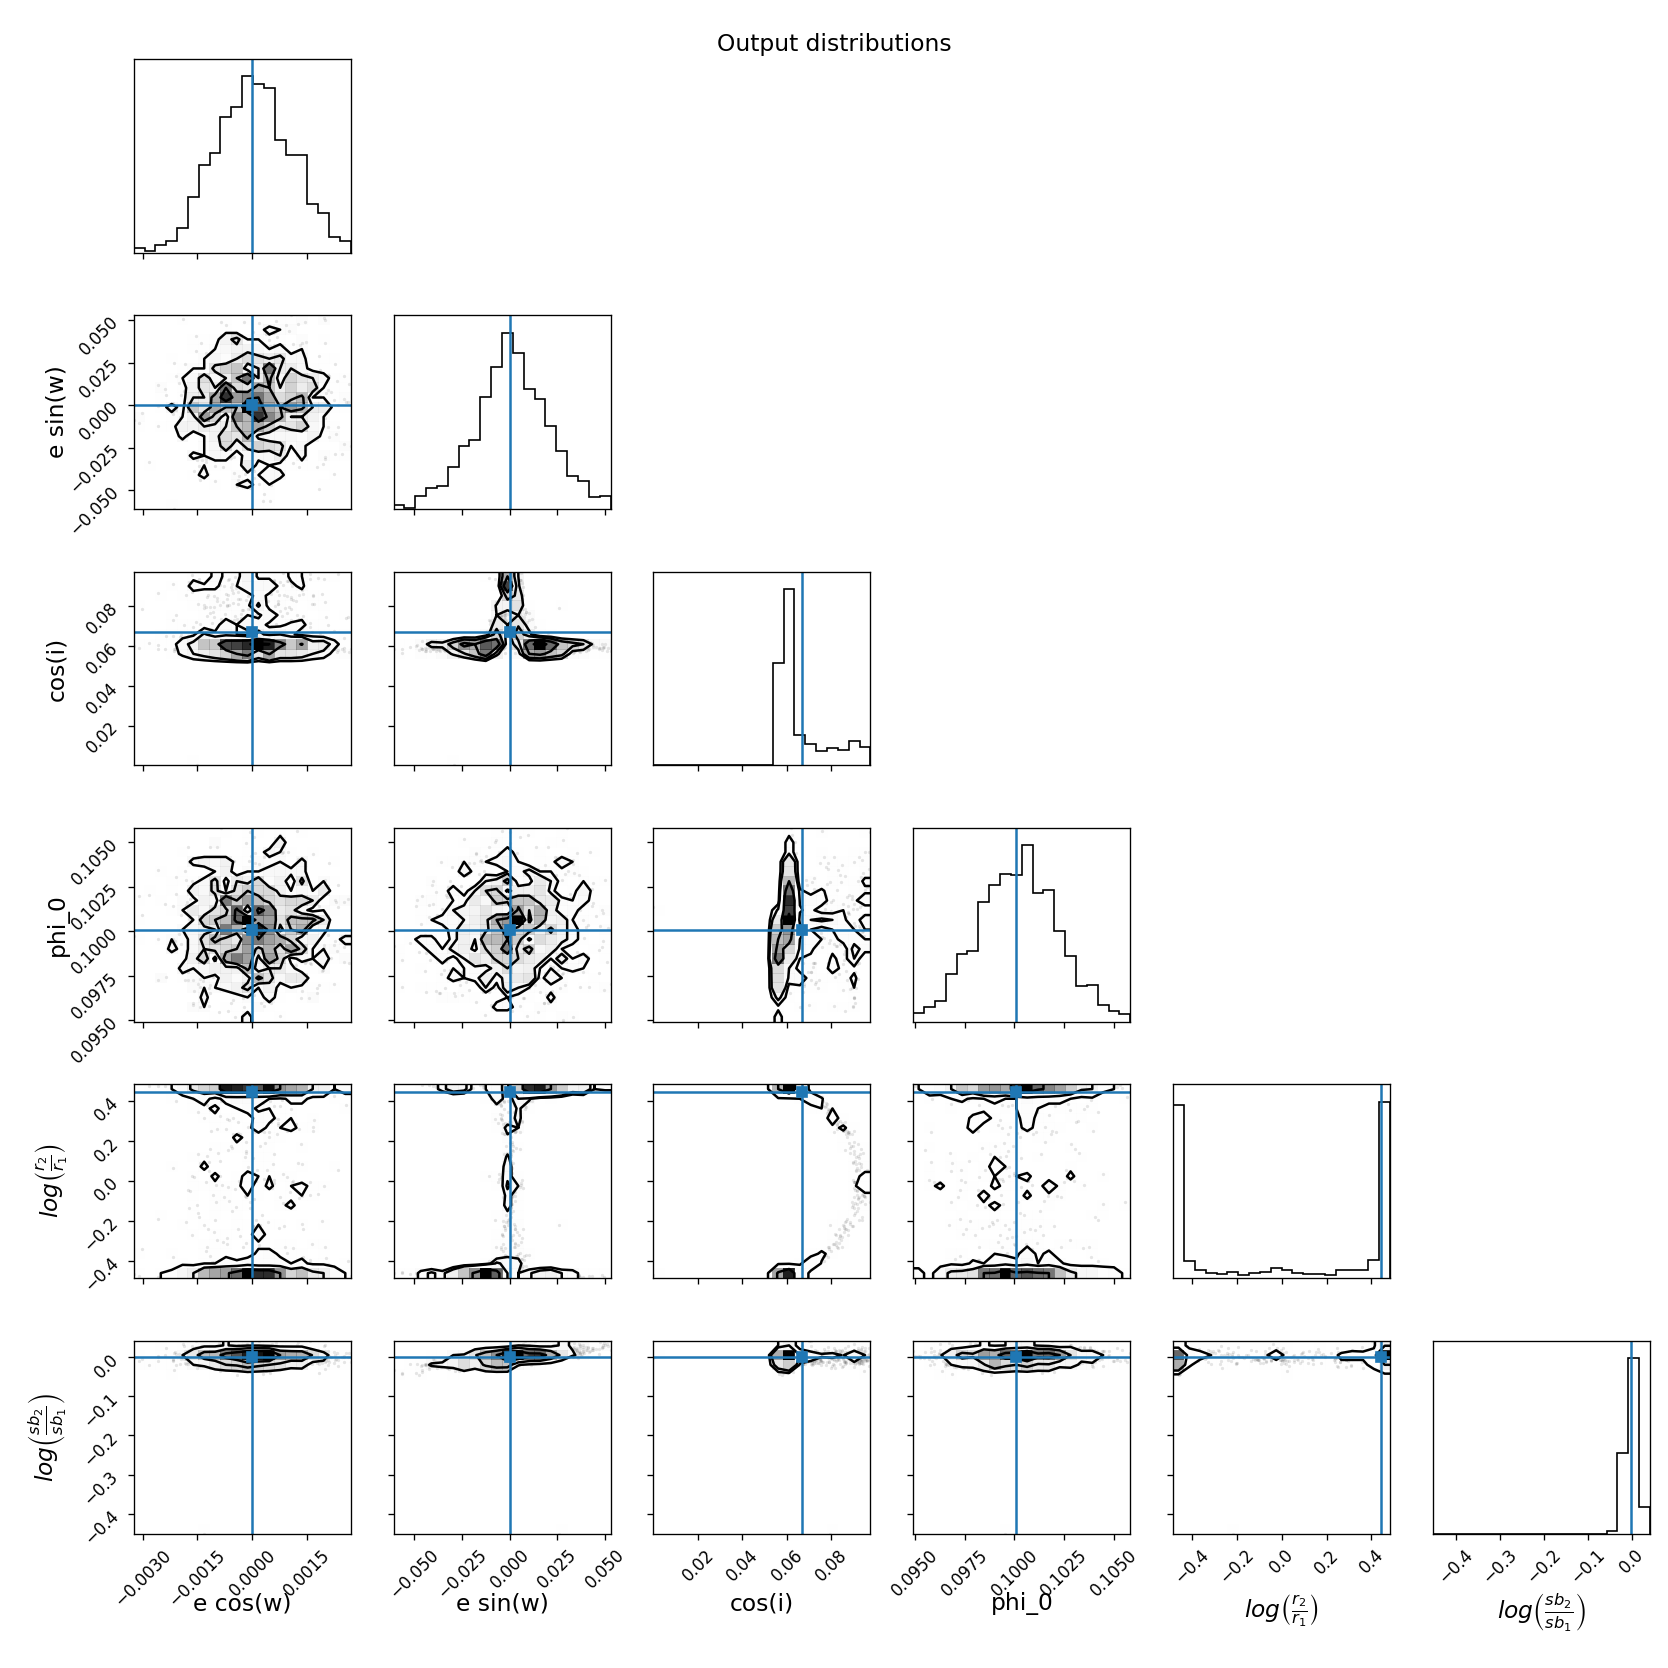 Output distributions
e sin(w)
0.050
0.025
0.000
−0.025
−0.050
cos(i)
0.08
0.06
0.04
0.02
phi_0
0.1050
0.1025
0.1000
0.0975
0.0950
log(r2/r1)
0.4
0.2
0.0
−0.2
−0.4
log(sb2/sb1)
0.0
−0.1
−0.2
−0.3
−0.4
−0.0030 −0.0015 0.0000 0.0015
e cos(w)
−0.050 −0.025 0.000 0.025 0.050
e sin(w)
0.02 0.04 0.06 0.08
cos(i)
0.0950 0.0975 0.1000 0.1025 0.1050
phi_0
−0.4 −0.2 0.0 0.2 0.4
log(r2/r1)
−0.4 −0.3 −0.2 −0.1 0.0
log(sb2/sb1)